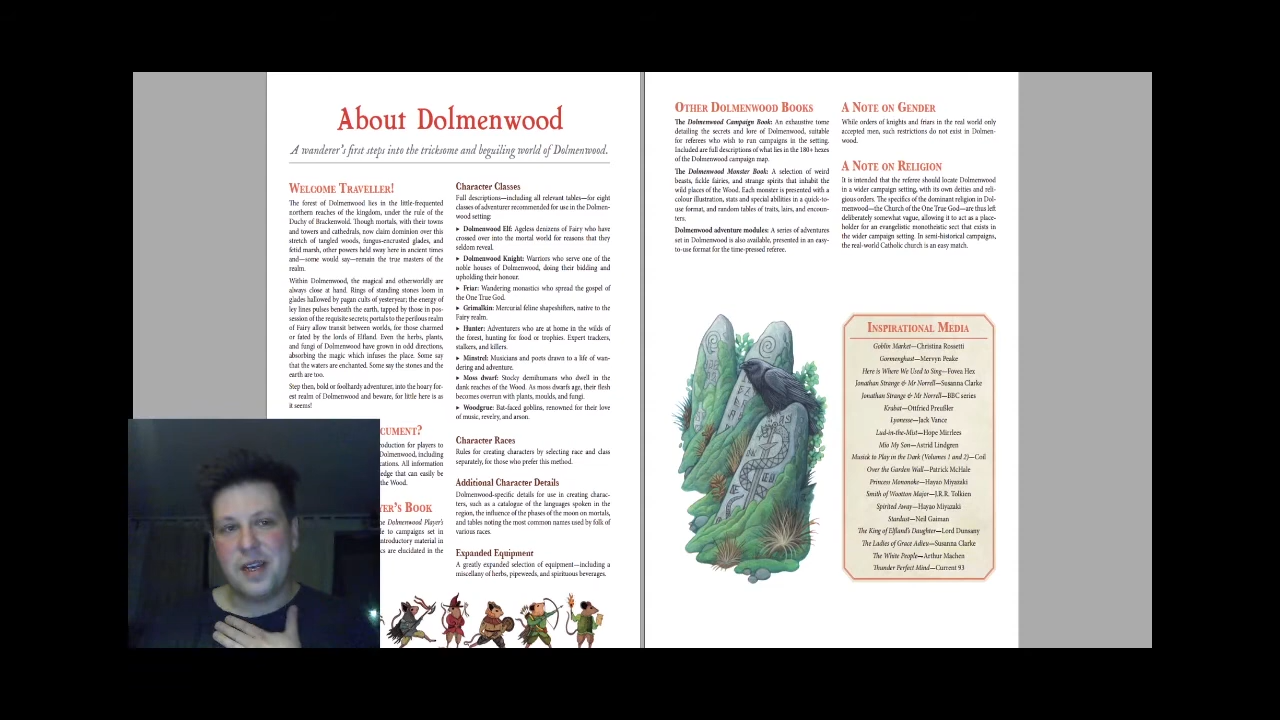 About Dolmenwood
A wanderer's first steps into the tricksome and beguiling world of Dolmenwood.
Welcome Traveller!
The forest of Dolmenwood lies in the little-frequented
northern reaches of the kingdom, under the rule of the
Duchy of Brackenwold. Though mortals, with their towns
and towers and cathedrals, now claim dominion over this
stretch of tangled woods, fungus-encrusted glades, and
fetid marsh, other powers held sway here in ancient times
and—some would say—remain the true masters of the
realm.
Within Dolmenwood, the magical and otherworldly are
always close at hand. Rings of standing stones loom in
glades hallowed by pagan cults of yesteryear; the energy of
ley lines pulses beneath the earth, tapped by those in pos-
session of the requisite secrets; portals to the perilous realm
of Fairy allow transit between worlds, for those charmed
or fated by the lords of Elfland. Even the herbs, plants,
and fungi of Dolmenwood have grown in odd directions,
absorbing the magic which infuses the place. Some say
that the waters are enchanted. Some say the stones and the
earth are too.
Step then, bold or foolhardy adventurer, into the hoary for-
est realm of Dolmenwood and beware, for little here is as
it seems!
CUMENT?
oduction for players to
Dolmenwood, including
cations. All information
edge that can easily be
the Wood.
YER'S BOOK
he Dolmenwood Player's
le to campaigns set in
ntroductory material in
cs are elucidated in the
Character Classes
Full descriptions—including all relevant tables—for eight
classes of adventurer recommended for use in the Dolmen-
wood setting:
▸ Dolmenwood Elf: Ageless denizens of Fairy who have
crossed over into the mortal world for reasons that they
seldom reveal.
▸ Dolmenwood Knight: Warriors who serve one of the
noble houses of Dolmenwood, doing their bidding and
upholding their honour.
▸ Friar: Wandering monastics who spread the gospel of
the One True God.
▸ Grimalkin: Mercurial feline shapeshifters, native to the
Fairy realm.
▸ Hunter: Adventurers who are at home in the wilds of
the forest, hunting for food or trophies. Expert trackers,
stalkers, and killers.
▸ Minstrel: Musicians and poets drawn to a life of wan-
dering and adventure.
▸ Moss dwarf: Stocky demihumans who dwell in the
dank reaches of the Wood. As moss dwarfs age, their flesh
becomes overrun with plants, moulds, and fungi.
▸ Woodgrue: Bat-faced goblins, renowned for their love
of music, revelry, and arson.
Character Races
Rules for creating characters by selecting race and class
separately, for those who prefer this method.
Additional Character Details
Dolmenwood-specific details for use in creating charac-
ters, such as a catalogue of the languages spoken in the
region, the influence of the phases of the moon on mortals,
and tables noting the most common names used by folk of
various races.
Expanded Equipment
A greatly expanded selection of equipment—including a
miscellany of herbs, pipeweeds, and spirituous beverages.
Other Dolmenwood Books
The Dolmenwood Campaign Book: An exhaustive tome
detailing the secrets and lore of Dolmenwood, suitable
for referees who wish to run campaigns in the setting.
Included are full descriptions of what lies in the 180+ hexes
of the Dolmenwood campaign map.
The Dolmenwood Monster Book: A selection of weird
beasts, fickle fairies, and strange spirits that inhabit the
wild places of the Wood. Each monster is presented with a
colour illustration, stats and special abilities in a quick-to-
use format, and random tables of traits, lairs, and encoun-
ters.
Dolmenwood adventure modules: A series of adventures
set in Dolmenwood is also available, presented in an easy-
to-use format for the time-pressed referee.
A Note on Gender
While orders of knights and friars in the real world only
accepted men, such restrictions do not exist in Dolmen-
wood.
A Note on Religion
It is intended that the referee should locate Dolmenwood
in a wider campaign setting, with its own deities and reli-
gious orders. The specifics of the dominant religion in Dol-
menwood—the Church of the One True God—are thus left
deliberately somewhat vague, allowing it to act as a place-
holder for an evangelistic monotheistic sect that exists in
the wider campaign setting. In semi-historical campaigns,
the real-world Catholic church is an easy match.
Inspirational Media
Goblin Market—Christina Rossetti
Gormenghast—Mervyn Peake
Here is Where We Used to Sing—Fovea Hex
Jonathan Strange & Mr Norrell—Susanna Clarke
Jonathan Strange & Mr Norrell—BBC series
Krabat—Ottfried Preußler
Lyonesse—Jack Vance
Lud-in-the-Mist—Hope Mirrlees
Mio My Son—Astrid Lindgren
Musick to Play in the Dark (Volumes 1 and 2)—Coil
Over the Garden Wall—Patrick McHale
Princess Mononoke—Hayao Miyazaki
Smith of Wootton Major—J.R.R. Tolkien
Spirited Away—Hayao Miyazaki
Stardust—Neil Gaiman
The King of Elfland's Daughter—Lord Dunsany
The Ladies of Grace Adieu—Susanna Clarke
The White People—Arthur Machen
Thunder Perfect Mind—Current 93